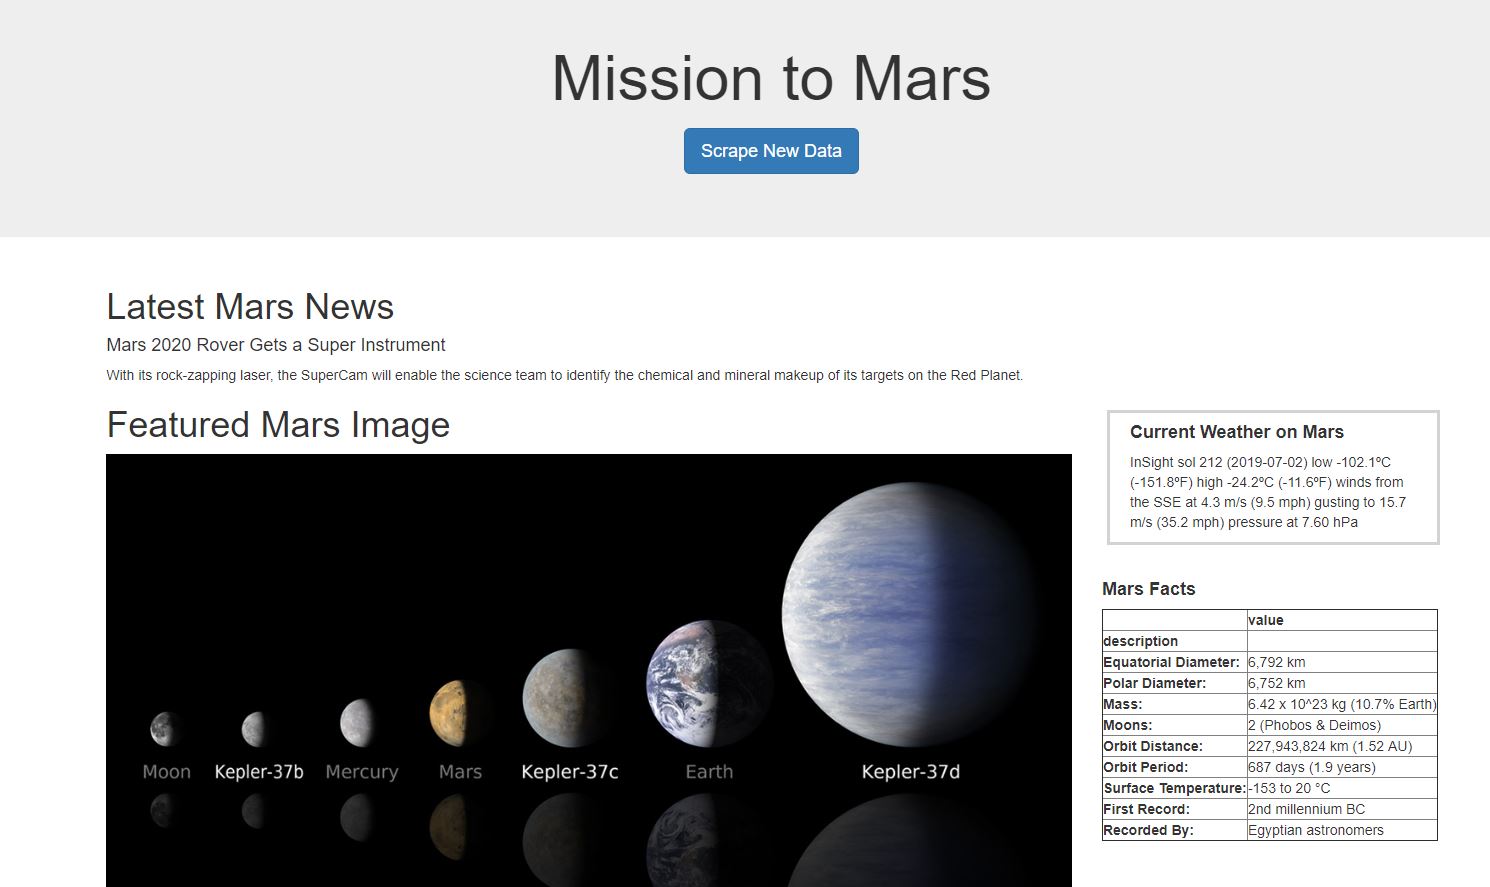 Mission to Mars
Scrape New Data
Latest Mars News
Mars 2020 Rover Gets a Super Instrument
With its rock-zapping laser, the SuperCam will enable the science team to identify the chemical and mineral makeup of its targets on the Red Planet.
Featured Mars Image
Moon Kepler-37b Mercury Mars Kepler-37c Earth Kepler-37d
Current Weather on Mars
InSight sol 212 (2019-07-02) low -102.1ºC
(-151.8ºF) high -24.2ºC (-11.6ºF) winds from
the SSE at 4.3 m/s (9.5 mph) gusting to 15.7
m/s (35.2 mph) pressure at 7.60 hPa
Mars Facts
value
description
Equatorial Diameter: 6,792 km
Polar Diameter: 6,752 km
Mass: 6.42 x 10^23 kg (10.7% Earth)
Moons: 2 (Phobos & Deimos)
Orbit Distance: 227,943,824 km (1.52 AU)
Orbit Period: 687 days (1.9 years)
Surface Temperature: -153 to 20 °C
First Record: 2nd millennium BC
Recorded By: Egyptian astronomers